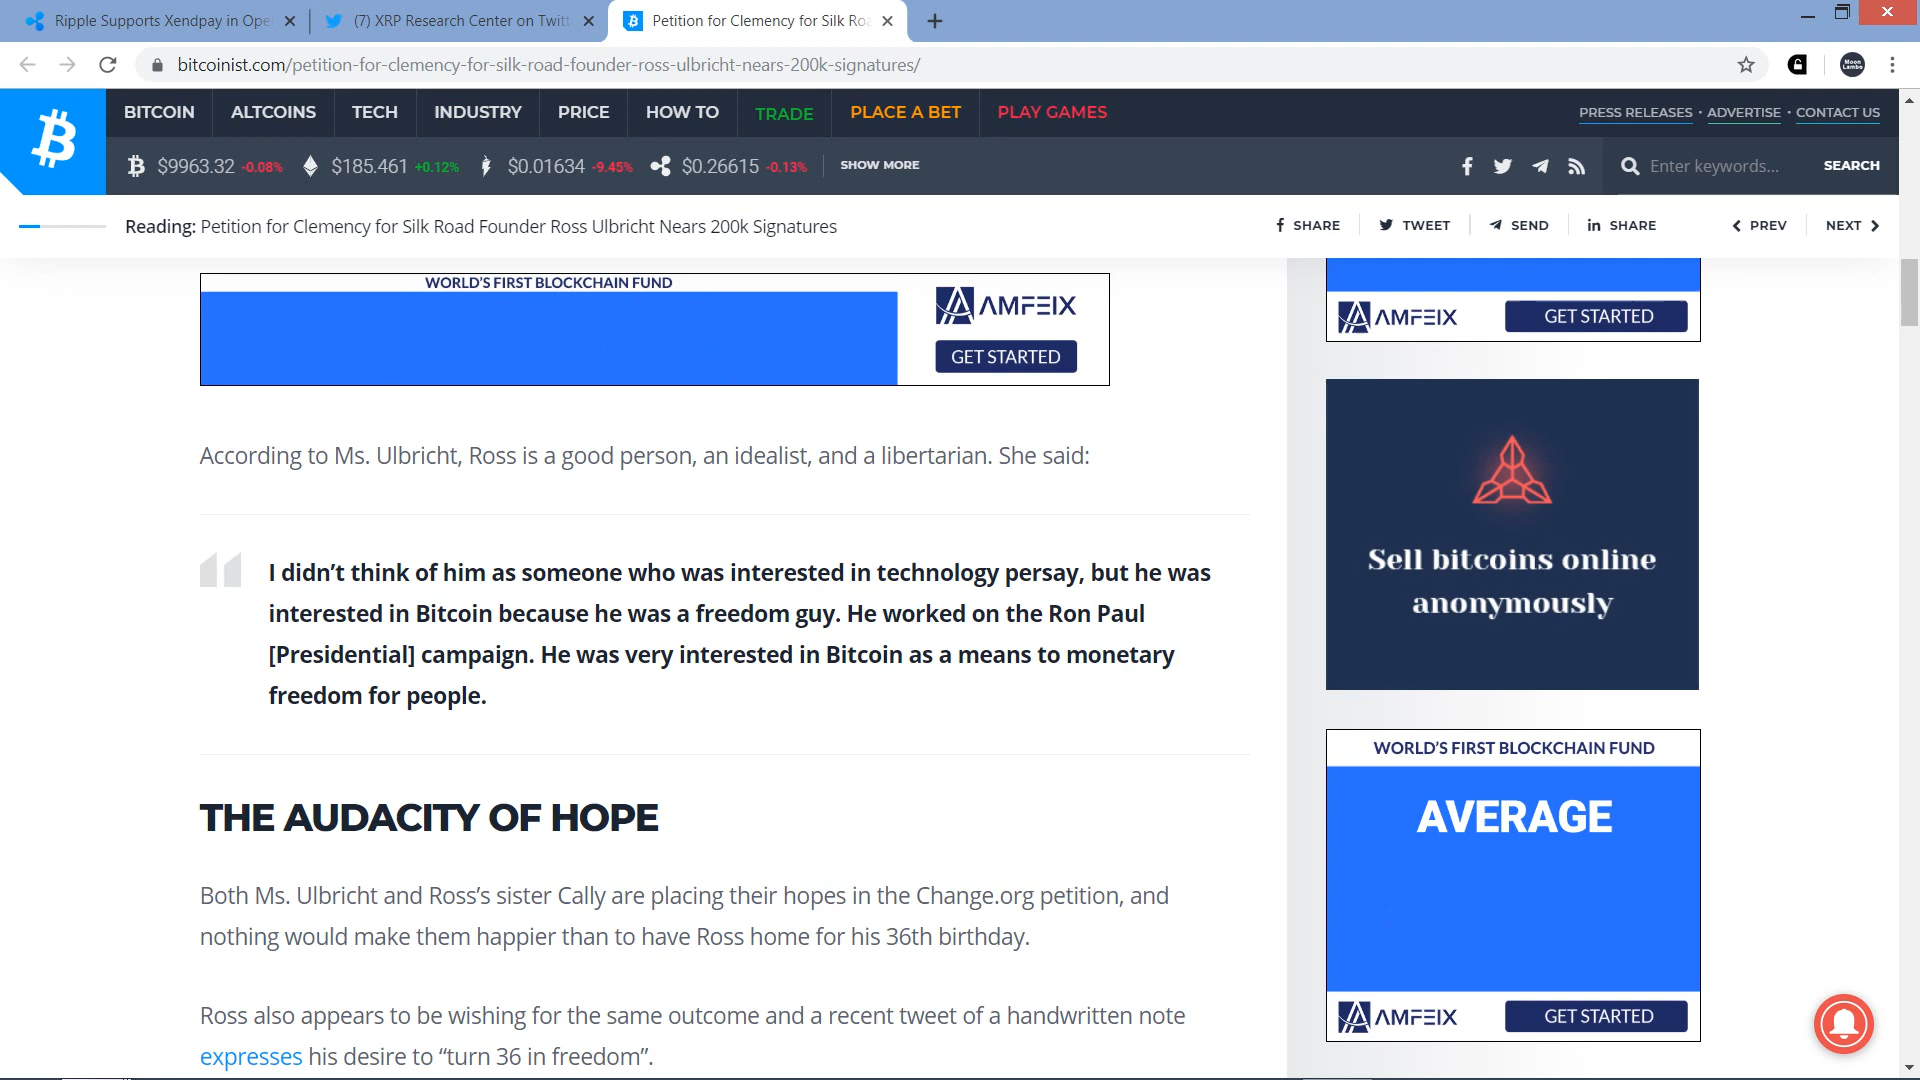 Ripple Supports Xendpay in Ope
(7) XRP Research Center on Twitt
Petition for Clemency for Silk Roa
bitcoinist.com/petition-for-clemency-for-silk-road-founder-ross-ulbricht-nears-200k-signatures/
Moon Lambo
BITCOIN ALTCOINS TECH INDUSTRY PRICE HOW TO TRADE PLACE A BET PLAY GAMES
PRESS RELEASES • ADVERTISE • CONTACT US
$9963.32 -0.08% $185.461 +0.12% $0.01634 -9.45% $0.26615 -0.13% SHOW MORE
Enter keywords... SEARCH
Reading: Petition for Clemency for Silk Road Founder Ross Ulbricht Nears 200k Signatures
SHARE TWEET SEND SHARE PREV NEXT
WORLD'S FIRST BLOCKCHAIN FUND
AMFEIX
GET STARTED
According to Ms. Ulbricht, Ross is a good person, an idealist, and a libertarian. She said:
I didn’t think of him as someone who was interested in technology persay, but he was
interested in Bitcoin because he was a freedom guy. He worked on the Ron Paul
[Presidential] campaign. He was very interested in Bitcoin as a means to monetary
freedom for people.
THE AUDACITY OF HOPE
Both Ms. Ulbricht and Ross’s sister Cally are placing their hopes in the Change.org petition, and
nothing would make them happier than to have Ross home for his 36th birthday.
Ross also appears to be wishing for the same outcome and a recent tweet of a handwritten note
expresses his desire to “turn 36 in freedom”.
AMFEIX GET STARTED
Sell bitcoins online
anonymously
WORLD'S FIRST BLOCKCHAIN FUND
AVERAGE
AMFEIX GET STARTED